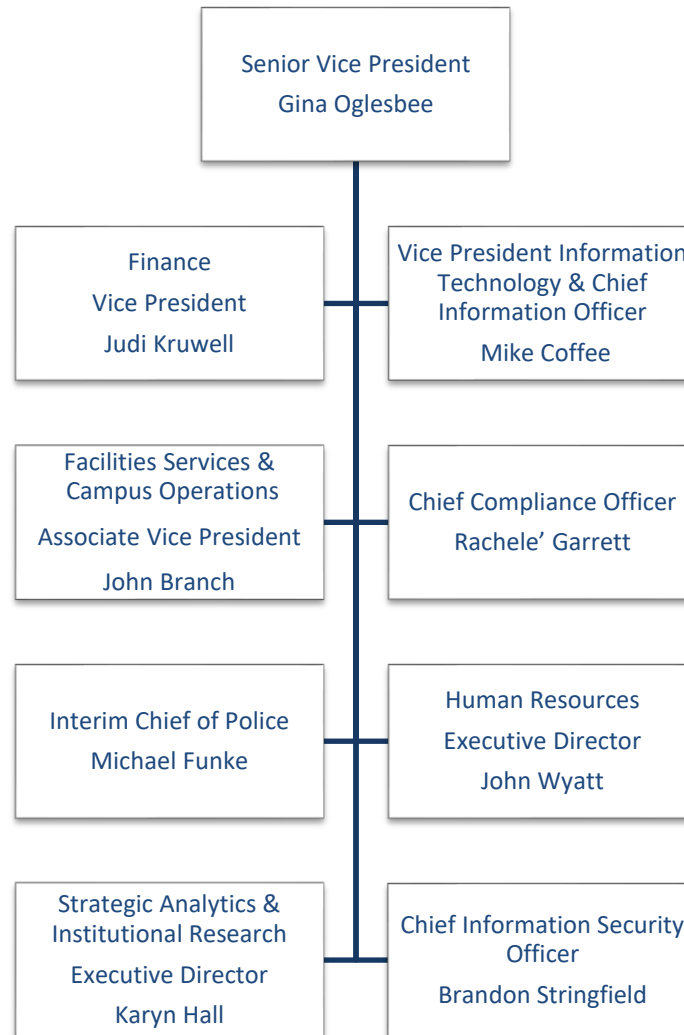 Senior Vice President
Gina Oglesbee
Finance
Vice President
Judi Kruwell
Vice President Information
Technology & Chief
Information Officer
Mike Coffee
Facilities Services &
Campus Operations
Associate Vice President
John Branch
Chief Compliance Officer
Rachele’ Garrett
Interim Chief of Police
Michael Funke
Human Resources
Executive Director
John Wyatt
Strategic Analytics &
Institutional Research
Executive Director
Karyn Hall
Chief Information Security
Officer
Brandon Stringfield